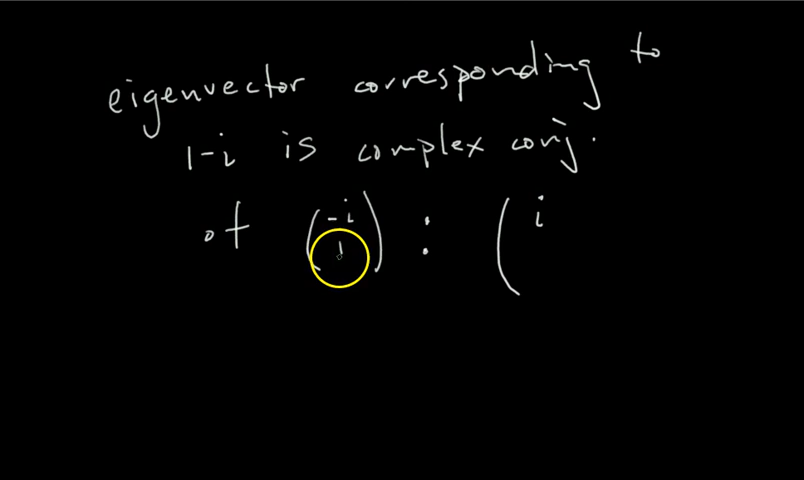 eigenvector corresponding to
1-i is complex conj.
of (-i 1) : ( i